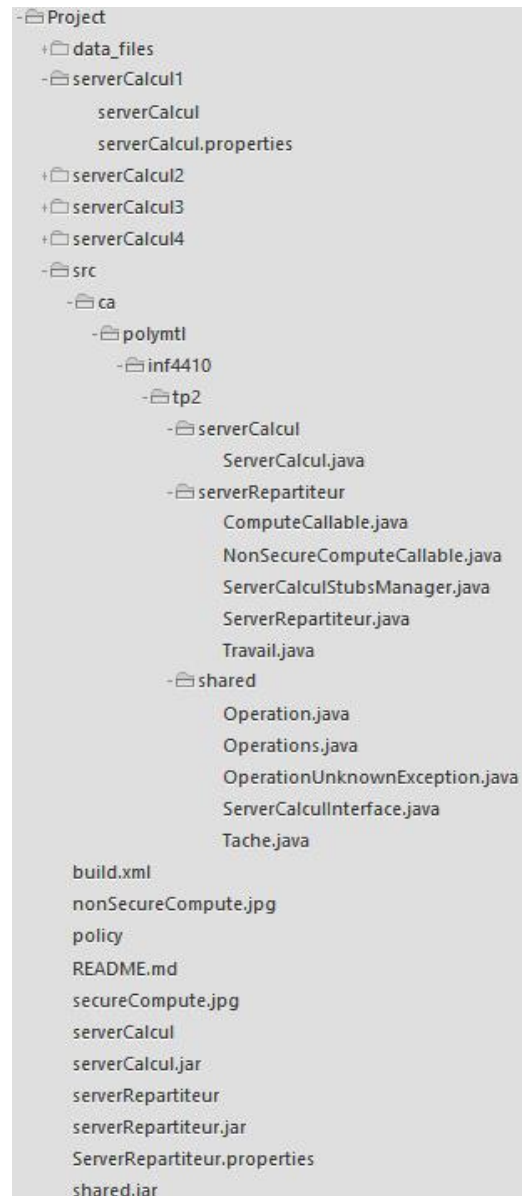 Project
data_files
serverCalcul1
serverCalcul
serverCalcul.properties
serverCalcul2
serverCalcul3
serverCalcul4
src
ca
polymtl
inf4410
tp2
serverCalcul
ServerCalcul.java
serverRepartiteur
ComputeCallable.java
NonSecureComputeCallable.java
ServerCalculStubsManager.java
ServerRepartiteur.java
Travail.java
shared
Operation.java
Operations.java
OperationUnknownException.java
ServerCalculInterface.java
Tache.java
build.xml
nonSecureCompute.jpg
policy
README.md
secureCompute.jpg
serverCalcul
serverCalcul.jar
serverRepartiteur
serverRepartiteur.jar
ServerRepartiteur.properties
shared.jar